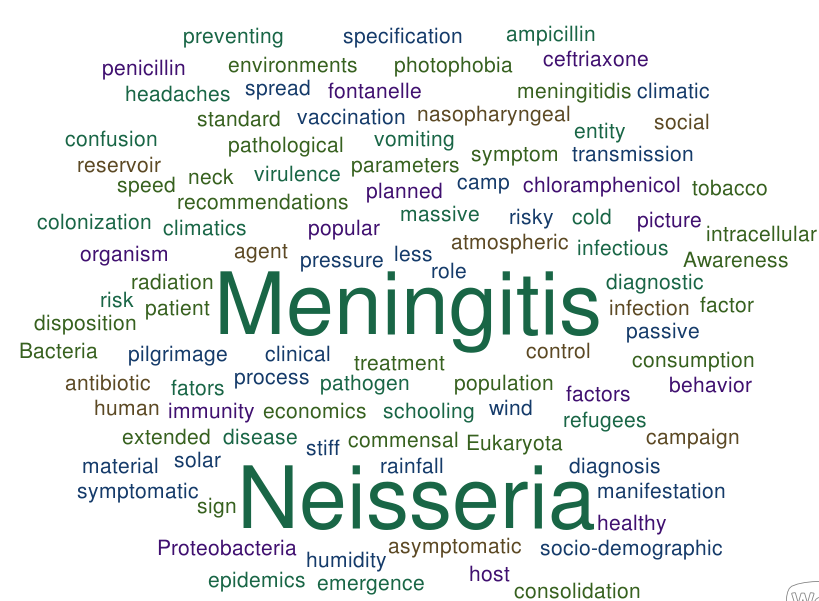 preventing specification ampicillin
penicillin environments photophobia ceftriaxone
headaches spread fontanelle meningitidis climatic
standard vaccination nasopharyngeal social
confusion pathological vomiting entity
reservoir neck virulence parameters symptom transmission
speed recommendations planned camp chloramphenicol tobacco
colonization climatics popular massive risky cold picture intracellular
organism agent pressure less atmospheric infectious Awareness
radiation role diagnostic
risk patient Meningitis infection factor
disposition passive
Bacteria pilgrimage clinical treatment control consumption
antibiotic fators process pathogen population factors behavior
human immunity economics schooling wind refugees
extended disease stiff commensal Eukaryota campaign
material solar rainfall diagnosis
symptomatic sign Neisseria manifestation
healthy
Proteobacteria humidity asymptomatic socio-demographic
epidemics emergence host consolidation